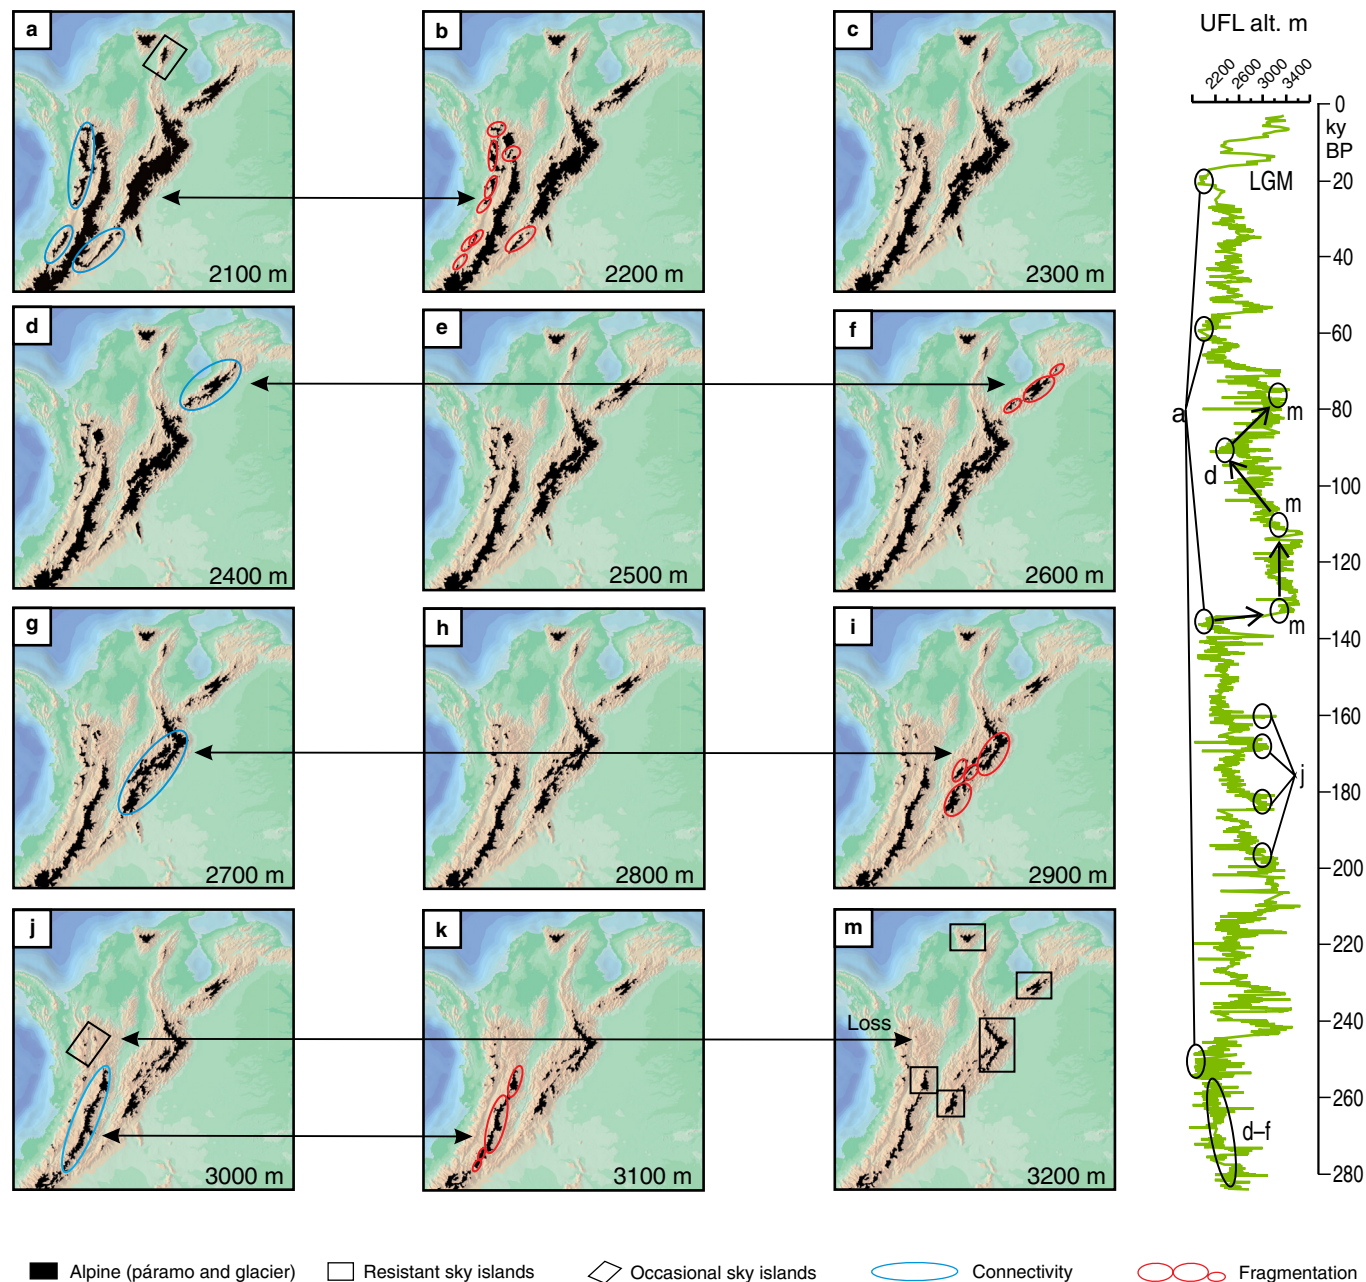 UFL alt. m
2200 2600 3000 3400
a
2100 m
b
2200 m
c
2300 m
d
2400 m
e
2500 m
f
2600 m
g
2700 m
h
2800 m
i
2900 m
j
3000 m
k
3100 m
m
Loss
3200 m
0
ky
BP
LGM
20
40
60
a
80
m
d
100
m
120
m
140
160
j
180
200
220
240
260
d–f
280
Alpine (páramo and glacier)
Resistant sky islands
Occasional sky islands
Connectivity
Fragmentation